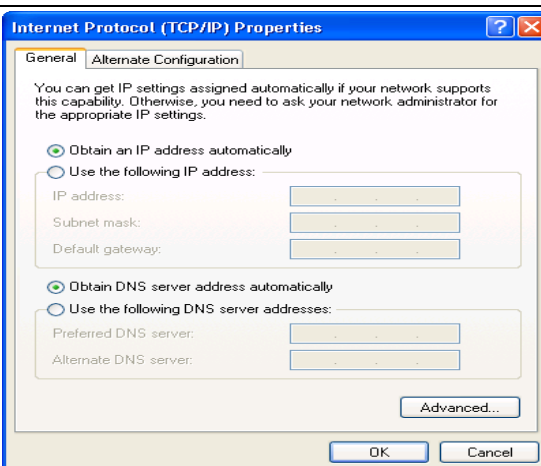 Internet Protocol (TCP/IP) Properties
General
Alternate Configuration
You can get IP settings assigned automatically if your network supports
this capability. Otherwise, you need to ask your network administrator for
the appropriate IP settings.
Obtain an IP address automatically
Use the following IP address:
IP address:
Subnet mask:
Default gateway:
Obtain DNS server address automatically
Use the following DNS server addresses:
Preferred DNS server:
Alternate DNS server:
Advanced...
OK
Cancel